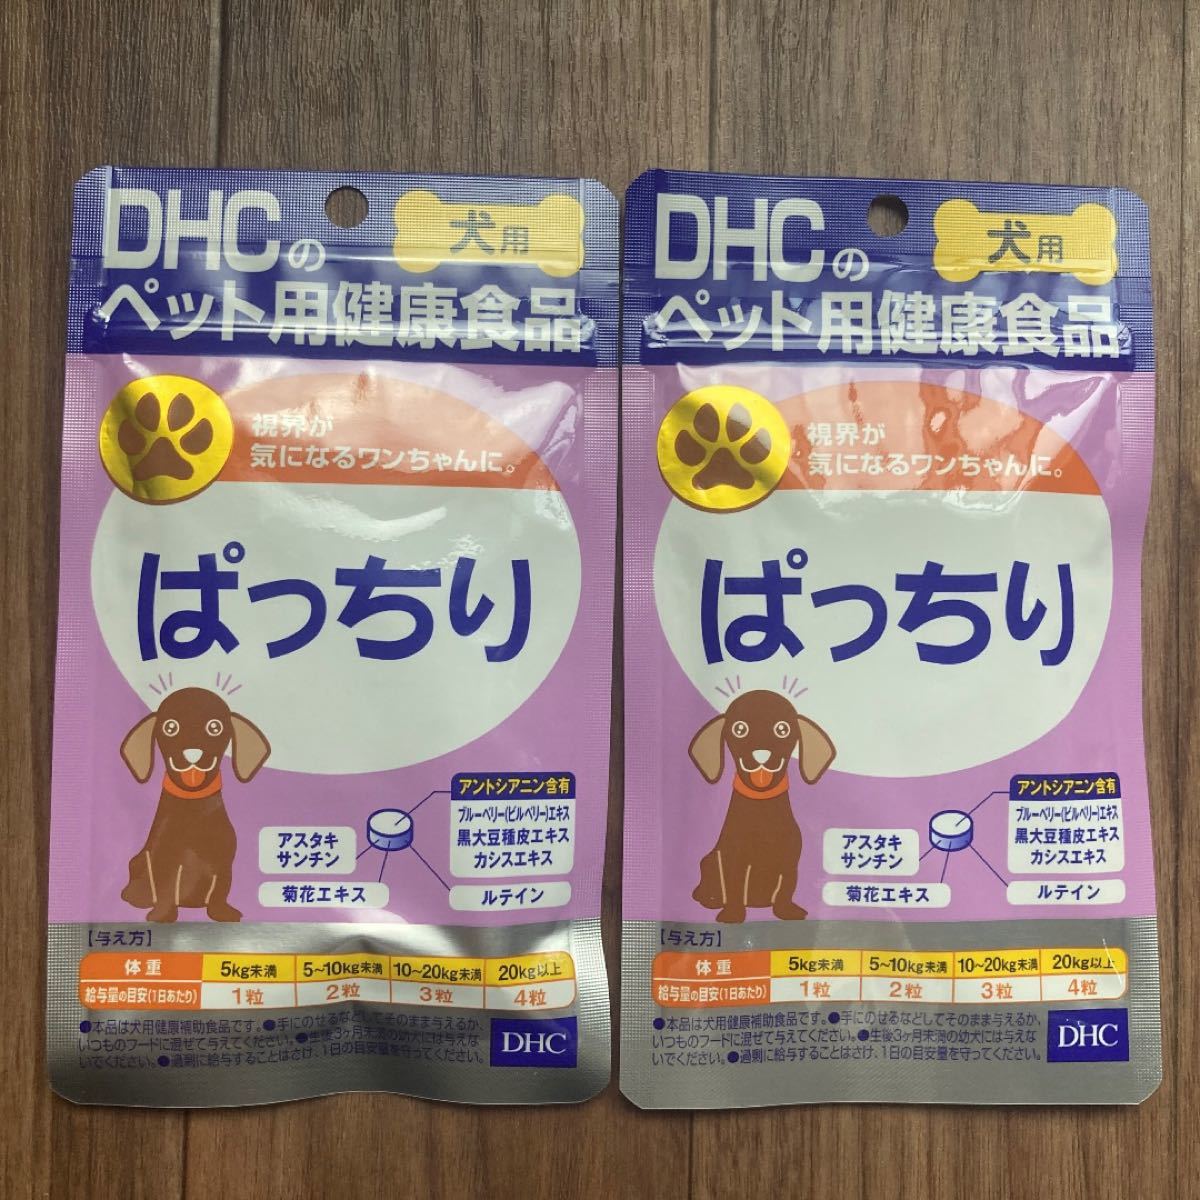 DHCの
犬用
ペット用健康食品
視界が
気になるワンちゃんに。
ぱっちり
アントシアニン含有
ブルーベリー(ビルベリー)エキス
黒大豆種皮エキス
カシスエキス
アスタキ
サンチン
菊花エキス
ルテイン
【与え方】
体重 5kg未満 5~10kg未満 10~20kg未満 20kg以上
給与量の目安(1日あたり) 1粒 2粒 3粒 4粒
●本品は犬用健康補助食品です。●手にのせるなどしてそのまま与えるか、
いつものフードに混ぜて与えてください。●生後3ヶ月未満の幼犬には与えな
いでください。●過剰に給与することはさけ、1日の目安量を守ってください。
DHC
DHCの
犬用
ペット用健康食品
視界が
気になるワンちゃんに。
ぱっちり
アントシアニン含有
ブルーベリー(ビルベリー)エキス
黒大豆種皮エキス
カシスエキス
アスタキ
サンチン
菊花エキス
ルテイン
【与え方】
体重 5kg未満 5~10kg未満 10~20kg未満 20kg以上
給与量の目安(1日あたり) 1粒 2粒 3粒 4粒
●本品は犬用健康補助食品です。●手にのせるなどしてそのまま与えるか、
いつものフードに混ぜて与えてください。●生後3ヶ月未満の幼犬には与えな
いでください。●過剰に給与することはさけ、1日の目安量を守ってください。
DHC